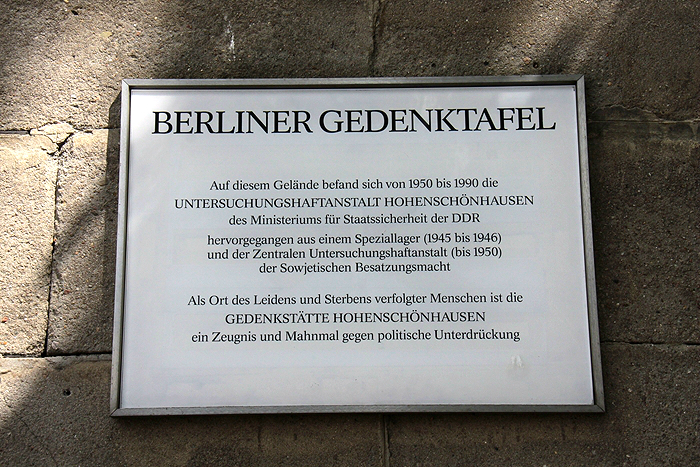 BERLINER GEDENKTAFEL
Auf diesem Gelände befand sich von 1950 bis 1990 die
UNTERSUCHUNGSHAFTANSTALT HOHENSCHÖNHAUSEN
des Ministeriums für Staatssicherheit der DDR
hervorgegangen aus einem Speziallager (1945 bis 1946)
und der Zentralen Untersuchungshaftanstalt (bis 1950)
der Sowjetischen Besatzungsmacht
Als Ort des Leidens und Sterbens verfolgter Menschen ist die
GEDENKSTÄTTE HOHENSCHÖNHAUSEN
ein Zeugnis und Mahnmal gegen politische Unterdrückung